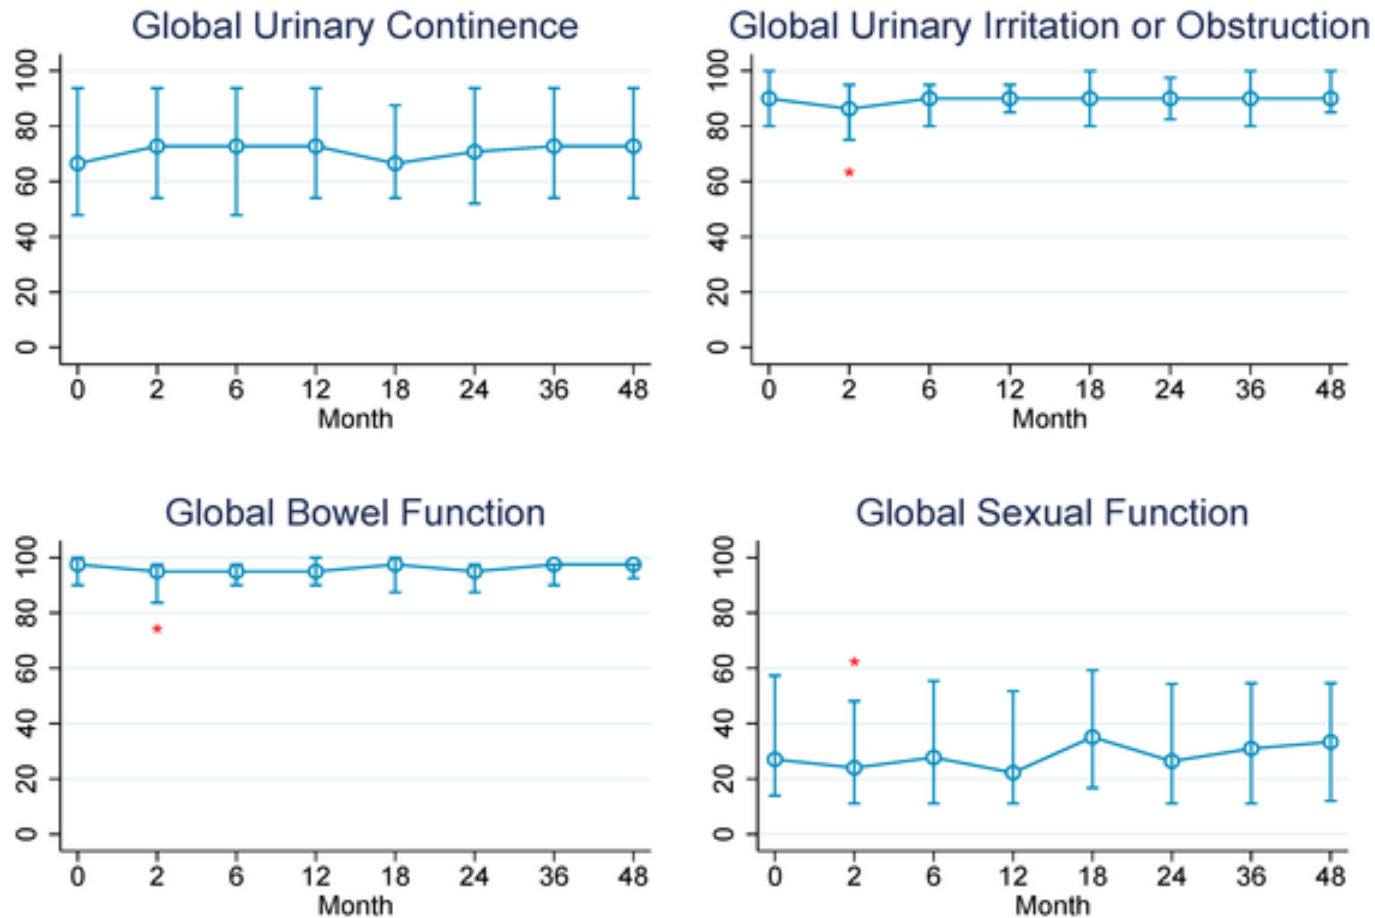 Global Urinary Continence
100
80
60
40
20
0
0 2 6 12 18 24 36 48
Month
Global Urinary Irritation or Obstruction
100
80
60
*
40
20
0
0 2 6 12 18 24 36 48
Month
Global Bowel Function
100
80
*
60
40
20
0
0 2 6 12 18 24 36 48
Month
Global Sexual Function
100
80
*
60
40
20
0
0 2 6 12 18 24 36 48
Month